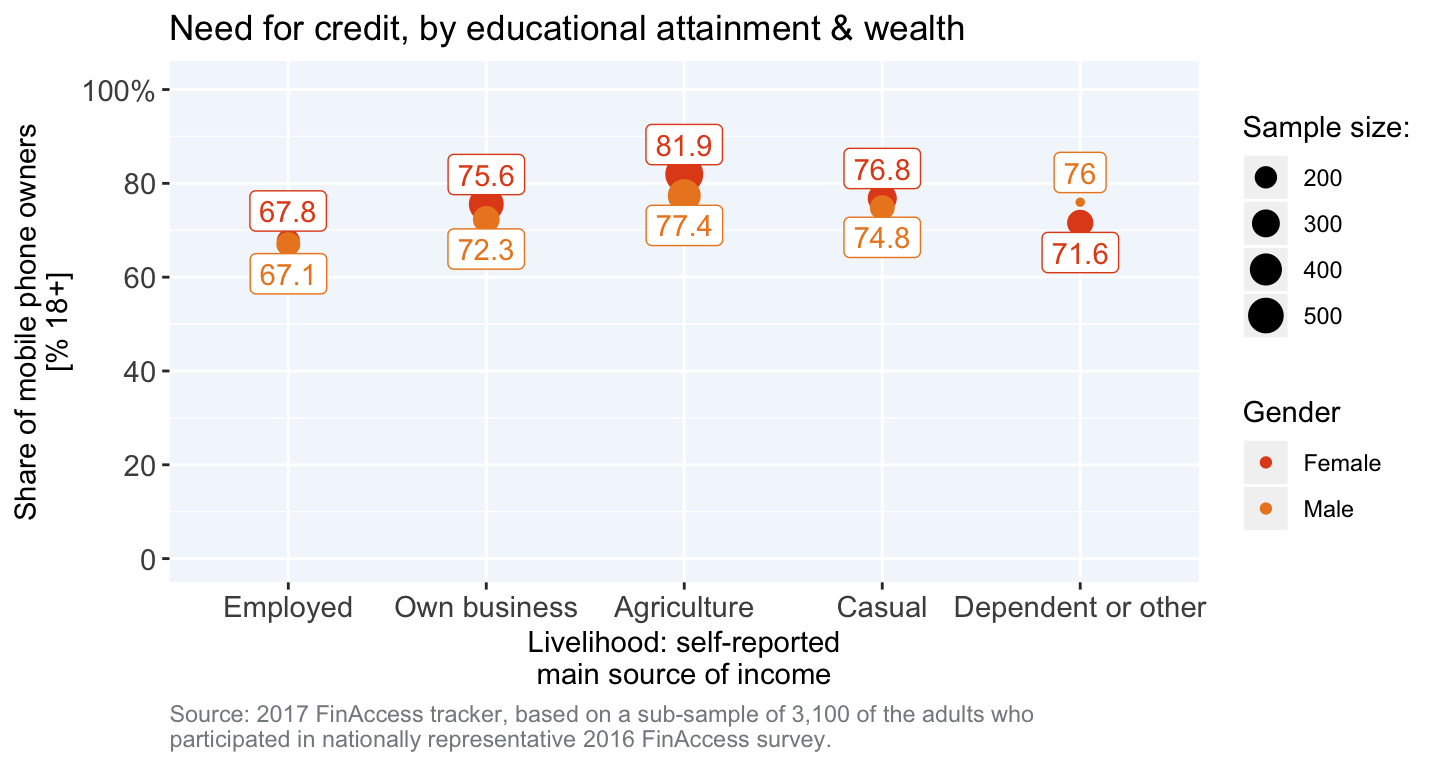 Need for credit, by educational attainment & wealth
Share of mobile phone owners
[% 18+]
100%
80
60
40
20
0
67.8
67.1
75.6
72.3
81.9
77.4
76.8
74.8
76
71.6
Employed
Own business
Agriculture
Casual
Dependent or other
Livelihood: self-reported
main source of income
Sample size:
200
300
400
500
Gender
Female
Male
Source: 2017 FinAccess tracker, based on a sub-sample of 3,100 of the adults who
participated in nationally representative 2016 FinAccess survey.